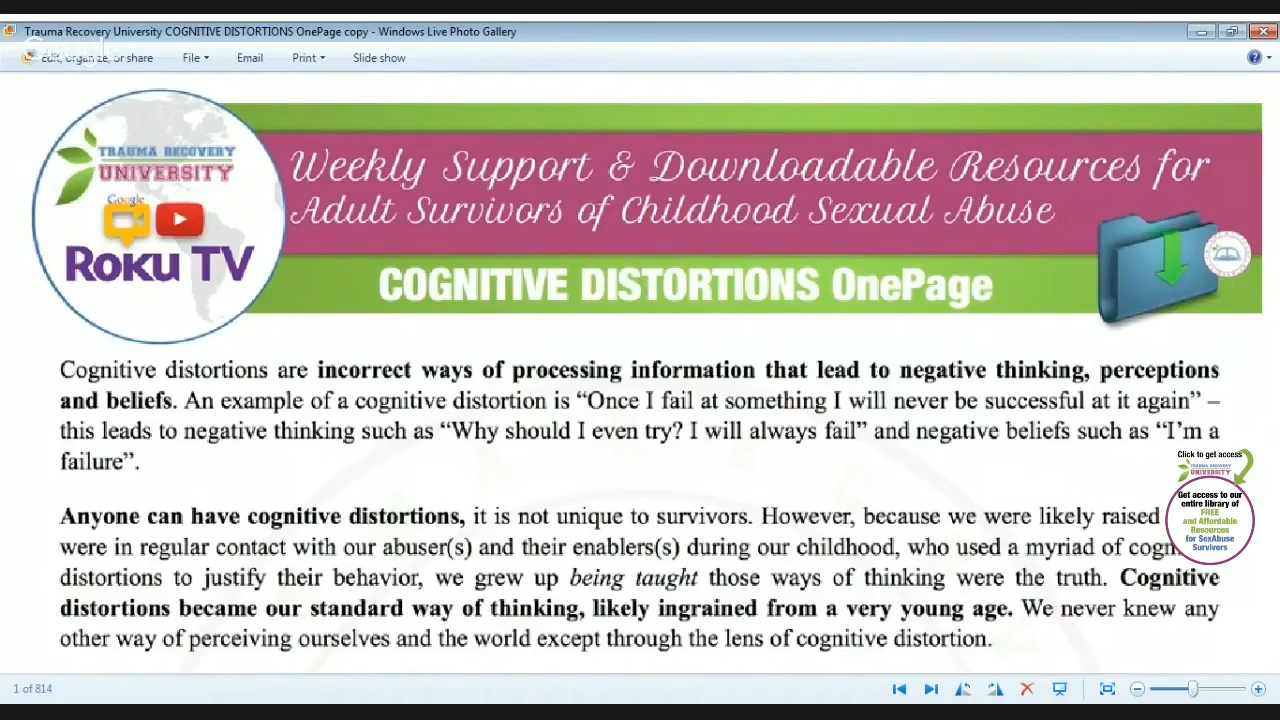 Trauma Recovery University COGNITIVE DISTORTIONS OnePage copy - Windows Live Photo Gallery
Google
Edit, organize, or share File Email Print Slide show
TRAUMA RECOVERY
UNIVERSITY
Google
ROKU TV
Weekly Support & Downloadable Resources for
Adult Survivors of Childhood Sexual Abuse
COGNITIVE DISTORTIONS OnePage
Cognitive distortions are incorrect ways of processing information that lead to negative thinking, perceptions
and beliefs. An example of a cognitive distortion is “Once I fail at something I will never be successful at it again” –
this leads to negative thinking such as “Why should I even try? I will always fail” and negative beliefs such as “I’m a
failure”.
Click to get access
TRAUMA RECOVERY
UNIVERSITY
Get access to our
entire library of
FREE
and Affordable
Resources
for SexAbuse
Survivors
Anyone can have cognitive distortions, it is not unique to survivors. However, because we were likely raised
were in regular contact with our abuser(s) and their enablers(s) during our childhood, who used a myriad of cogn
distortions to justify their behavior, we grew up being taught those ways of thinking were the truth. Cognitive
distortions became our standard way of thinking, likely ingrained from a very young age. We never knew any
other way of perceiving ourselves and the world except through the lens of cognitive distortion.
1 of 814